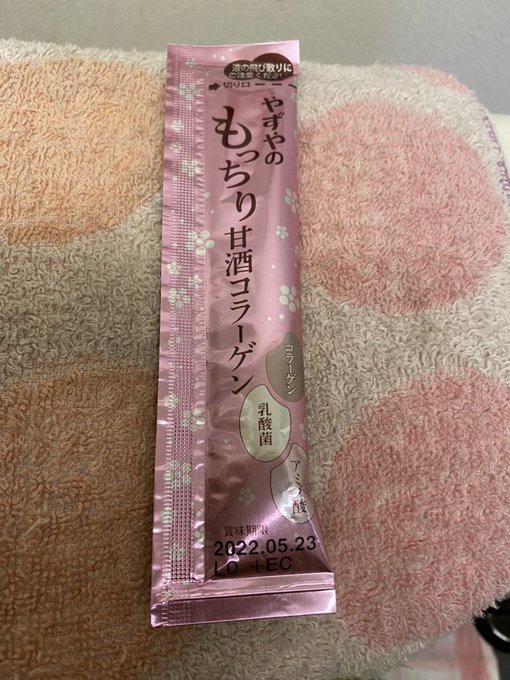 液の飛び散りに
ご注意ください
切り口
やずやの
もっちり甘酒コラーゲン
コラーゲン
乳酸菌
アミノ酸
賞味期限
2022.05.23
LO +EC